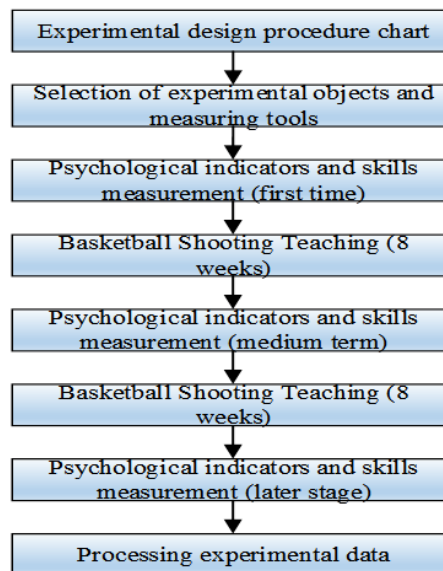 Experimental design procedure chart
Selection of experimental objects and
measuring tools
Psychological indicators and skills
measurement (first time)
Basketball Shooting Teaching (8
weeks)
Psychological indicators and skills
measurement (medium term)
Basketball Shooting Teaching (8
weeks)
Psychological indicators and skills
measurement (later stage)
Processing experimental data